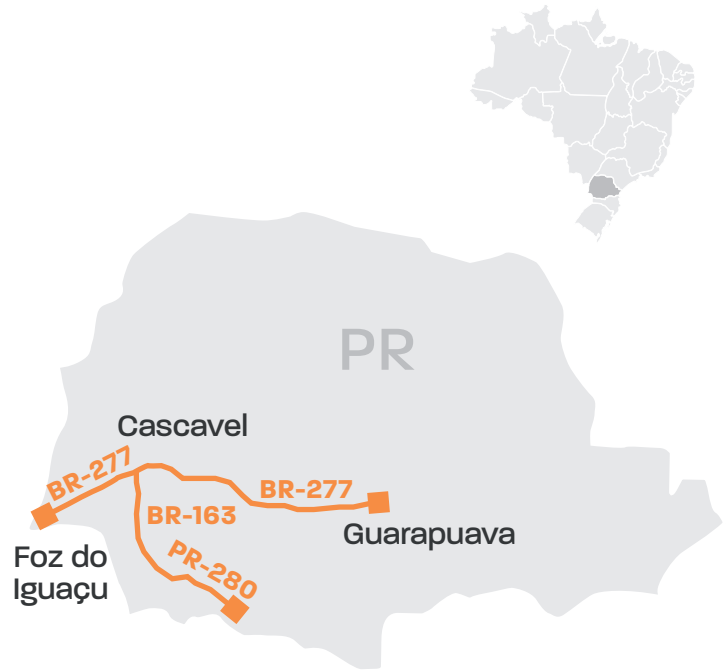 PR
Cascavel
BR-277
BR-277
BR-163
Guarapuava
Foz do
Iguaçu
PR-280